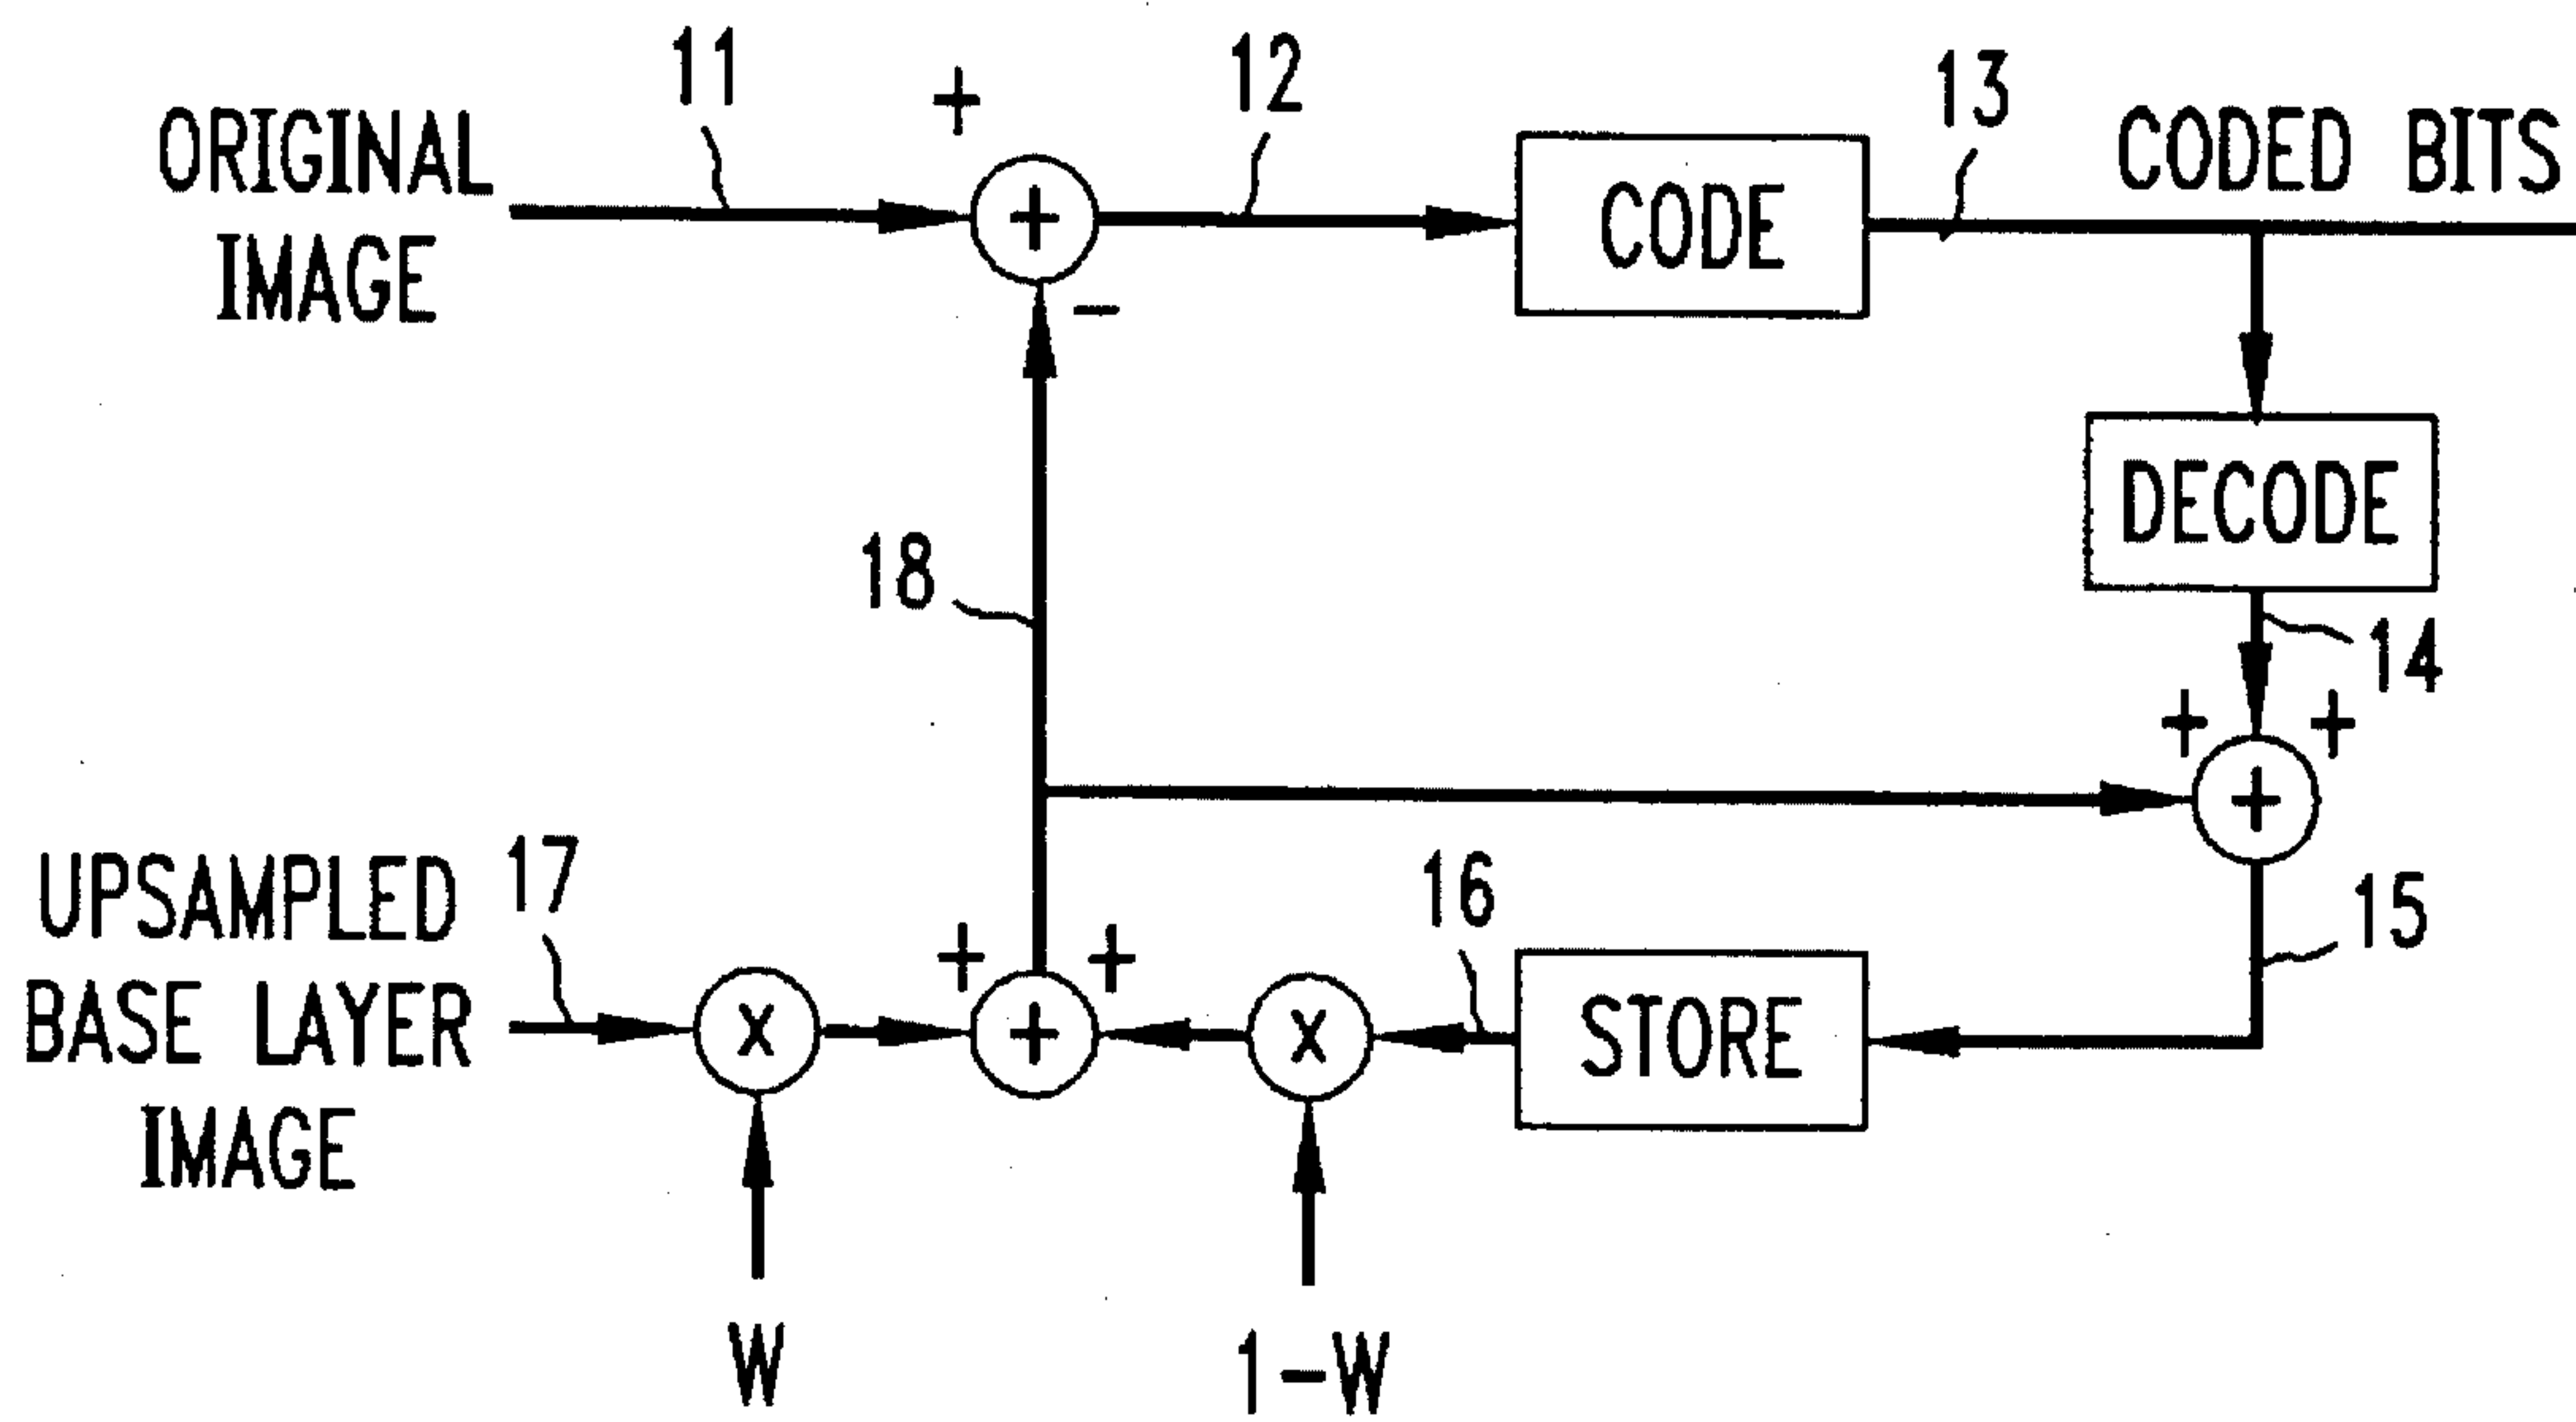 ORIGINAL
IMAGE
11
+
+
-
12
CODE
13
CODED BITS
DECODE
14
+
+
+
15
18
UPSAMPLED
BASE LAYER
IMAGE
17
X
W
+
+
+
X
1-W
16
STORE